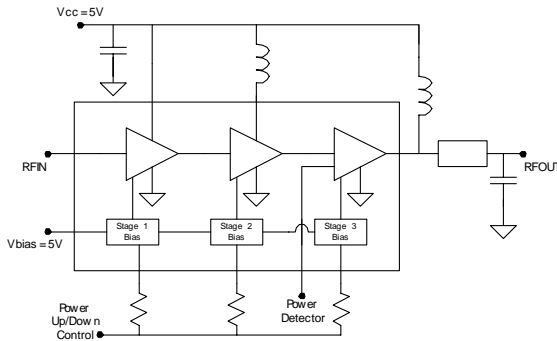 Vcc = 5V
RFIN
RFOUT
Stage 1
Bias
Stage 2
Bias
Stage 3
Bias
Vbias = 5V
Power
Up/Down
Control
Power
Detector